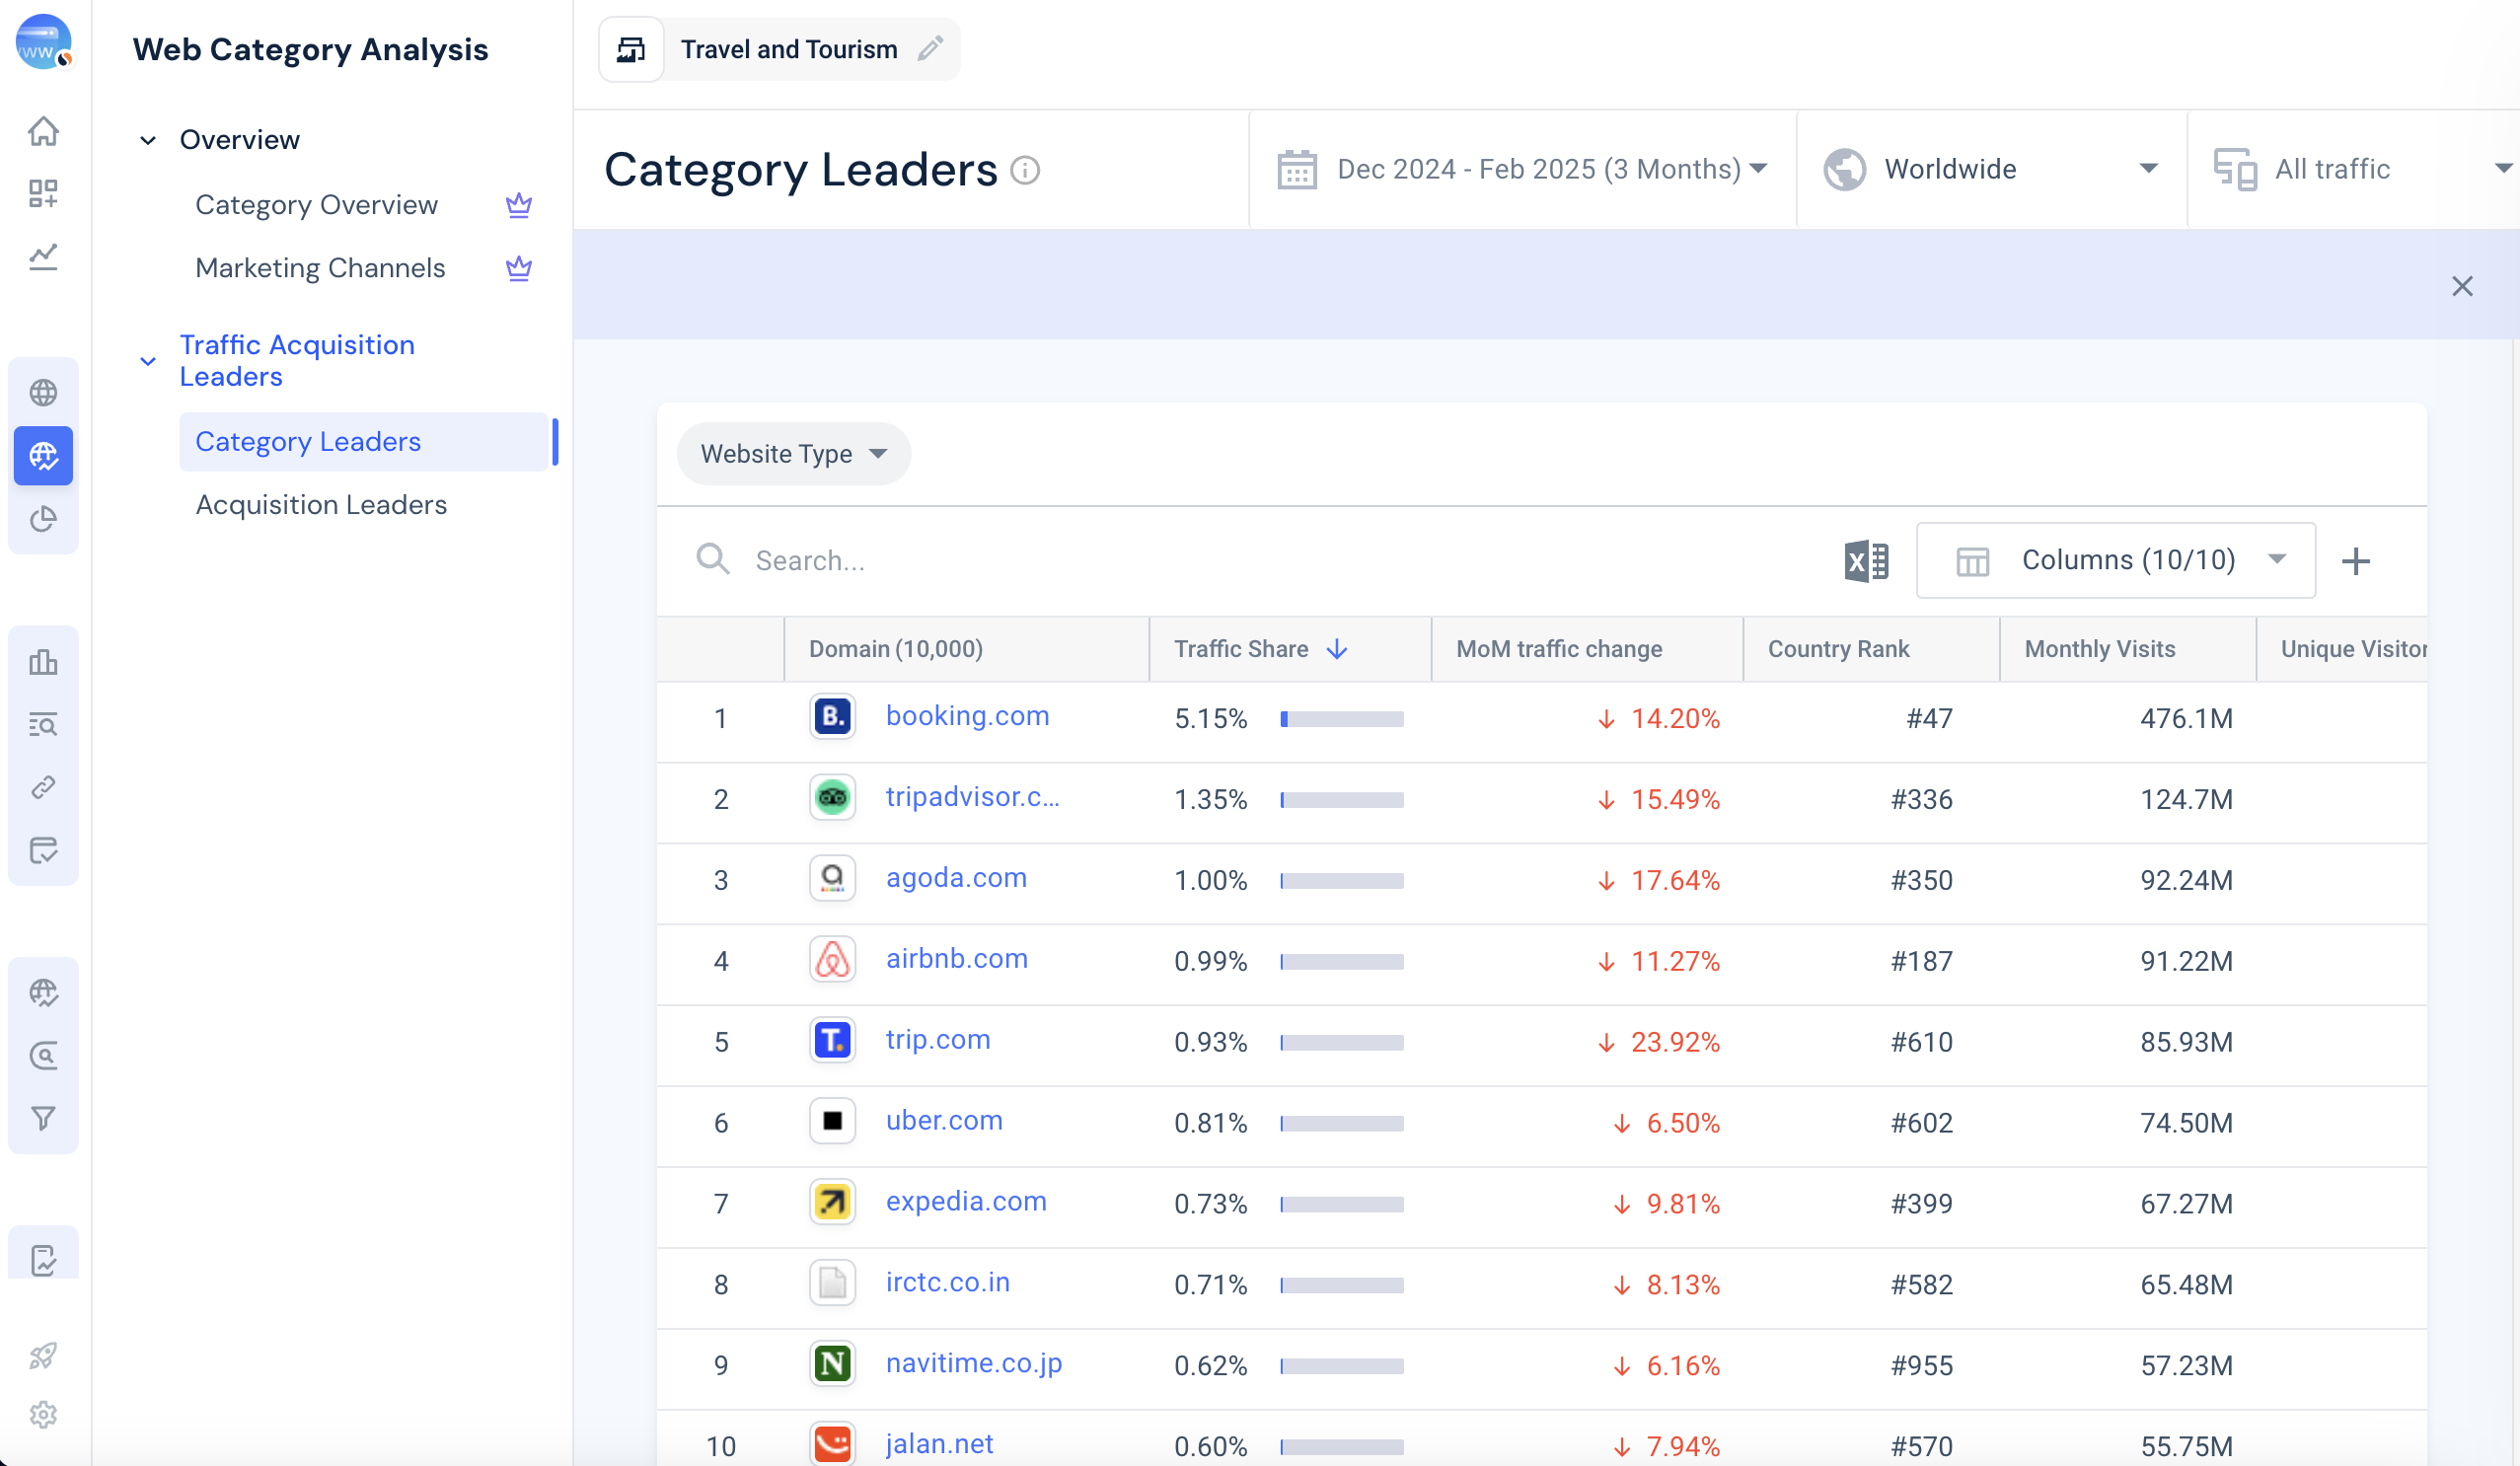 Web Category Analysis
Overview
Category Overview
Marketing Channels
Traffic Acquisition
Leaders
Category Leaders
Acquisition Leaders
Travel and Tourism
Category Leaders
Dec 2024 - Feb 2025 (3 Months)
Worldwide
All traffic
Website Type
Search...
Columns (10/10)
Domain (10,000) Traffic Share MoM traffic change Country Rank Monthly Visits Unique Visitor
1 booking.com 5.15% 14.20% #47 476.1M
2 tripadvisor.c... 1.35% 15.49% #336 124.7M
3 agoda.com 1.00% 17.64% #350 92.24M
4 airbnb.com 0.99% 11.27% #187 91.22M
5 trip.com 0.93% 23.92% #610 85.93M
6 uber.com 0.81% 6.50% #602 74.50M
7 expedia.com 0.73% 9.81% #399 67.27M
8 irctc.co.in 0.71% 8.13% #582 65.48M
9 navitime.co.jp 0.62% 6.16% #955 57.23M
10 jalan.net 0.60% 7.94% #570 55.75M